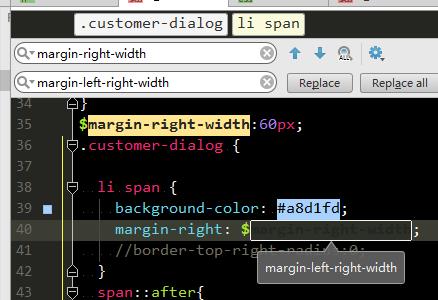 .customer-dialog li span
margin-right-width
margin-left-right-width Replace Replace all
34 }
35 $margin-right-width:60px;
36 .customer-dialog {
37
38 li span {
39 background-color: #a8d1fd;
40 margin-right: $margin-right-width;
41 //border-top-right-radius:0;
margin-left-right-width
42 }
43 span::after{